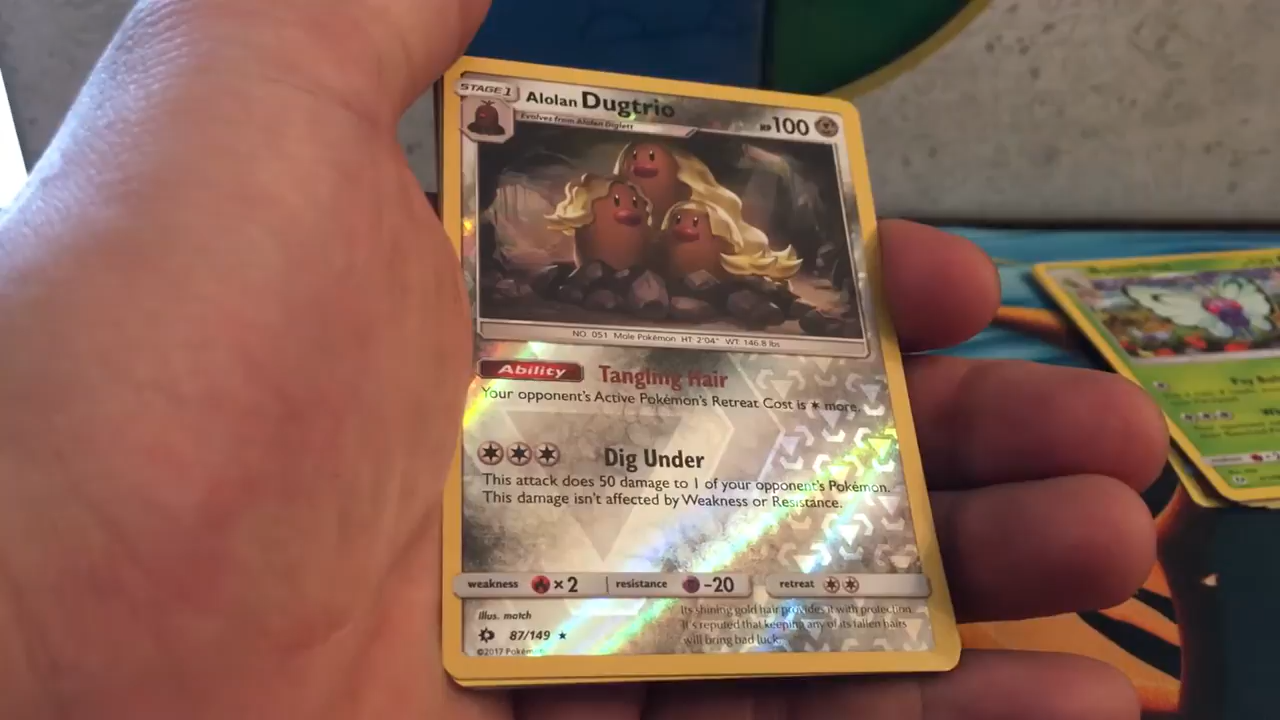 STAGE 1
Alolan Dugtrio
HP 100
Evolves from Alolan Diglett
NO. 051 Mole Pokémon HT: 2'04" WT: 146.8 lbs
Ability Tangling Hair
Your opponent's Active Pokémon's Retreat Cost is more.
Dig Under
This attack does 50 damage to 1 of your opponent's Pokémon.
This damage isn't affected by Weakness or Resistance.
weakness ×2 resistance -20 retreat
Illus. match
87/149 ★
©2017 Pokém
Its shining gold hair provides it with protection.
It's reputed that keeping any of its fallen hairs
will bring bad luck.